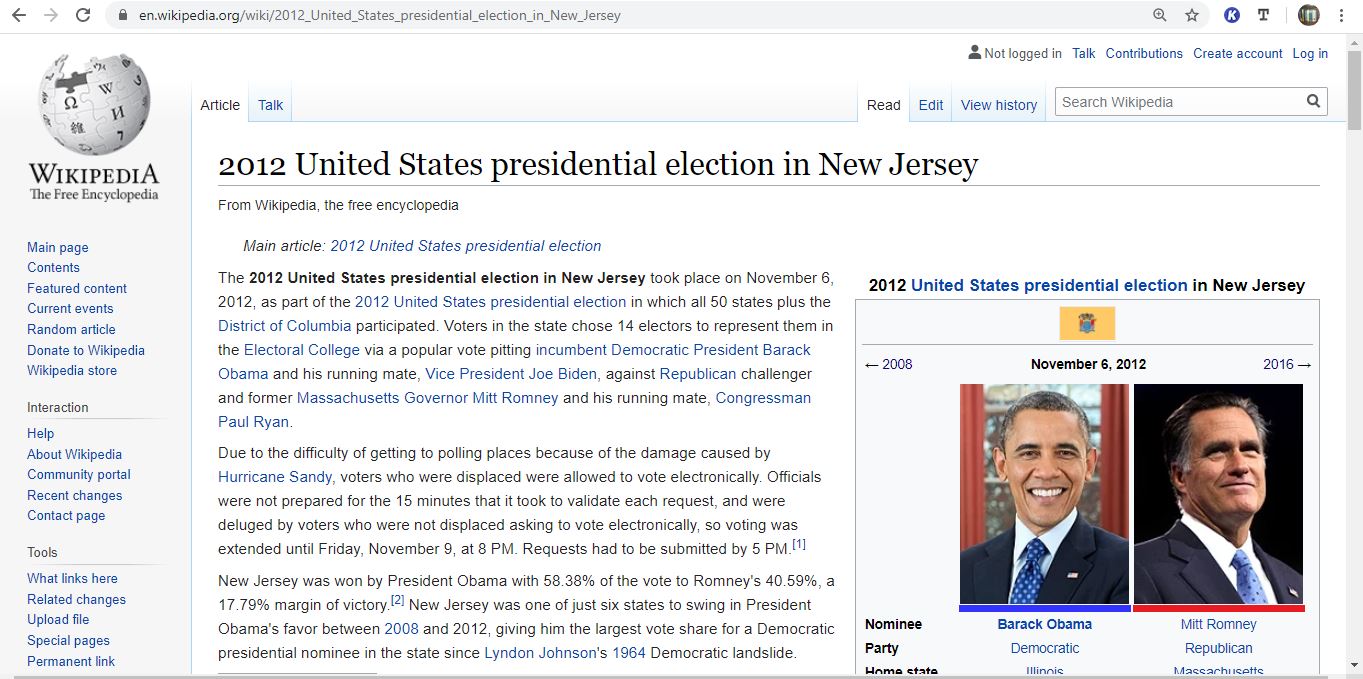 en.wikipedia.org/wiki/2012_United_States_presidential_election_in_New_Jersey
Not logged in Talk Contributions Create account Log in
Article Talk Read Edit View history Search Wikipedia
WIKIPEDIA
The Free Encyclopedia
Main page
Contents
Featured content
Current events
Random article
Donate to Wikipedia
Wikipedia store
Interaction
Help
About Wikipedia
Community portal
Recent changes
Contact page
Tools
What links here
Related changes
Upload file
Special pages
Permanent link
2012 United States presidential election in New Jersey
From Wikipedia, the free encyclopedia
Main article: 2012 United States presidential election
The 2012 United States presidential election in New Jersey took place on November 6,
2012, as part of the 2012 United States presidential election in which all 50 states plus the
District of Columbia participated. Voters in the state chose 14 electors to represent them in
the Electoral College via a popular vote pitting incumbent Democratic President Barack
Obama and his running mate, Vice President Joe Biden, against Republican challenger
and former Massachusetts Governor Mitt Romney and his running mate, Congressman
Paul Ryan.
Due to the difficulty of getting to polling places because of the damage caused by
Hurricane Sandy, voters who were displaced were allowed to vote electronically. Officials
were not prepared for the 15 minutes that it took to validate each request, and were
deluged by voters who were not displaced asking to vote electronically, so voting was
extended until Friday, November 9, at 8 PM. Requests had to be submitted by 5 PM.[1]
New Jersey was won by President Obama with 58.38% of the vote to Romney's 40.59%, a
17.79% margin of victory.[2] New Jersey was one of just six states to swing in President
Obama's favor between 2008 and 2012, giving him the largest vote share for a Democratic
presidential nominee in the state since Lyndon Johnson's 1964 Democratic landslide.
2012 United States presidential election in New Jersey
← 2008 November 6, 2012 2016 →
Nominee Barack Obama Mitt Romney
Party Democratic Republican
Home state Illinois Massachusetts